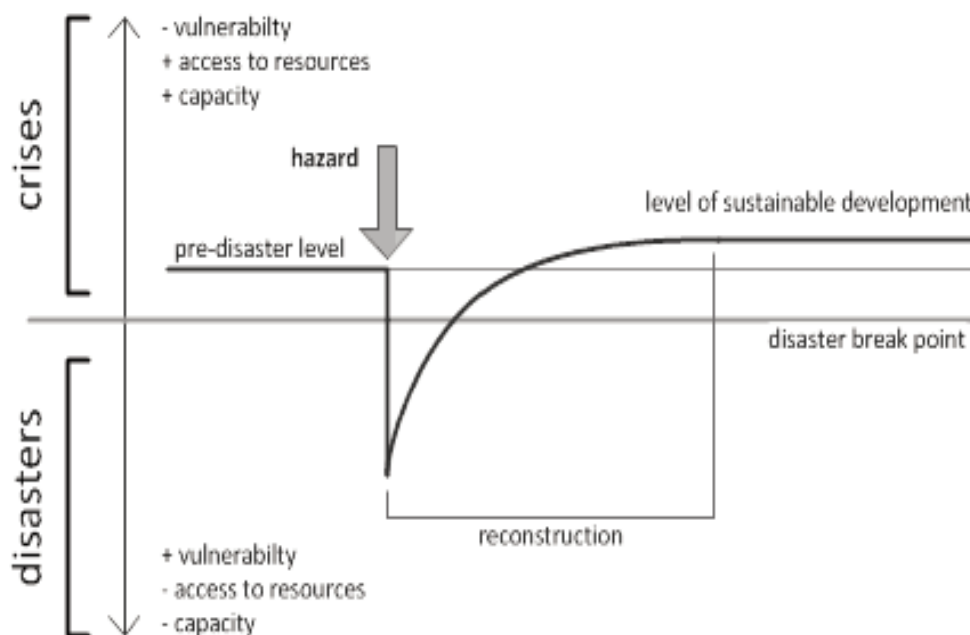 crises
- vulnerabilty
+ access to resources
+ capacity
hazard
level of sustainable development
pre-disaster level
disaster break point
disasters
reconstruction
+ vulnerabilty
- access to resources
- capacity